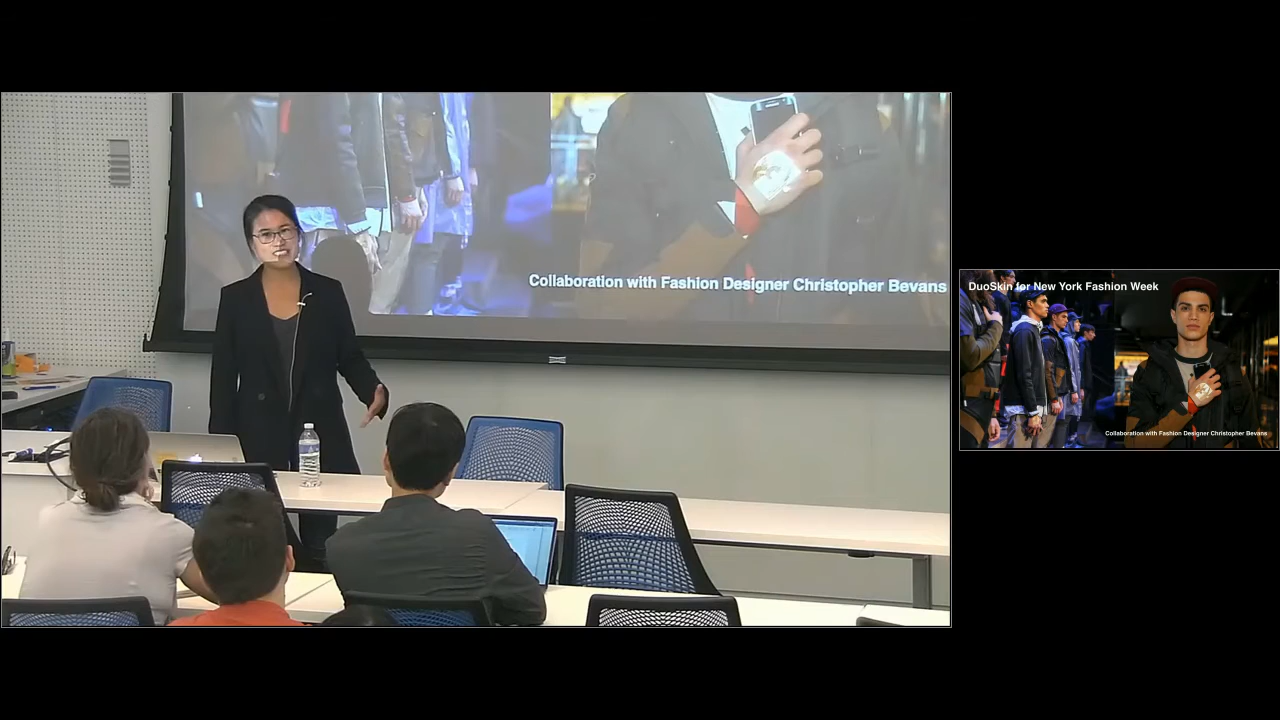 Collaboration with Fashion Designer Christopher Bevans
DuoSkin for New York Fashion Week
Collaboration with Fashion Designer Christopher Bevans